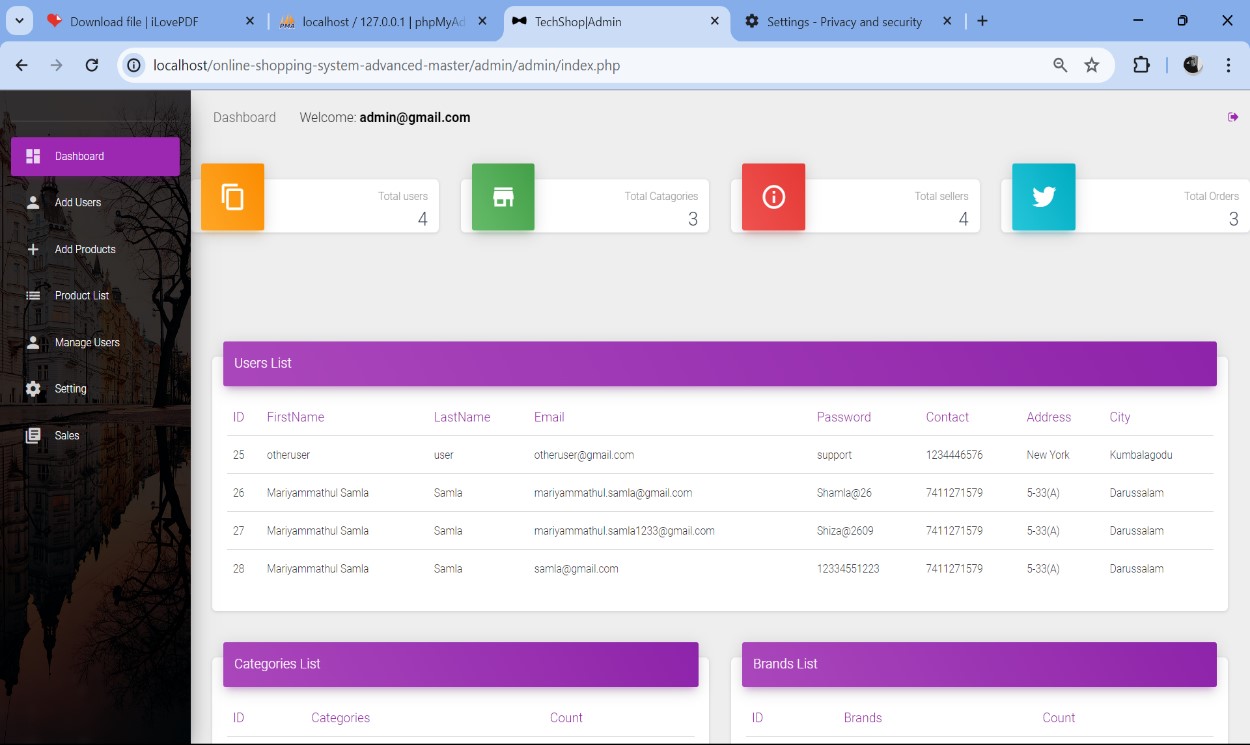 Download file | iLovePDF
localhost / 127.0.0.1 | phpMyAd
TechShop|Admin
Settings - Privacy and security
localhost/online-shopping-system-advanced-master/admin/admin/index.php
Dashboard Welcome: admin@gmail.com
Dashboard
Add Users
Add Products
Product List
Manage Users
Setting
Sales
Total users
4
Total Catagories
3
Total sellers
4
Total Orders
3
Users List
ID FirstName LastName Email Password Contact Address City
25 otheruser user otheruser@gmail.com support 1234446576 New York Kumbalagodu
26 Mariyammathul Samla Samla mariyammathul.samla@gmail.com Shamla@26 7411271579 5-33(A) Darussalam
27 Mariyammathul Samla Samla mariyammathul.samla1233@gmail.com Shiza@2609 7411271579 5-33(A) Darussalam
28 Mariyammathul Samla Samla samla@gmail.com 12334551223 7411271579 5-33(A) Darussalam
Categories List
ID Categories Count
Brands List
ID Brands Count